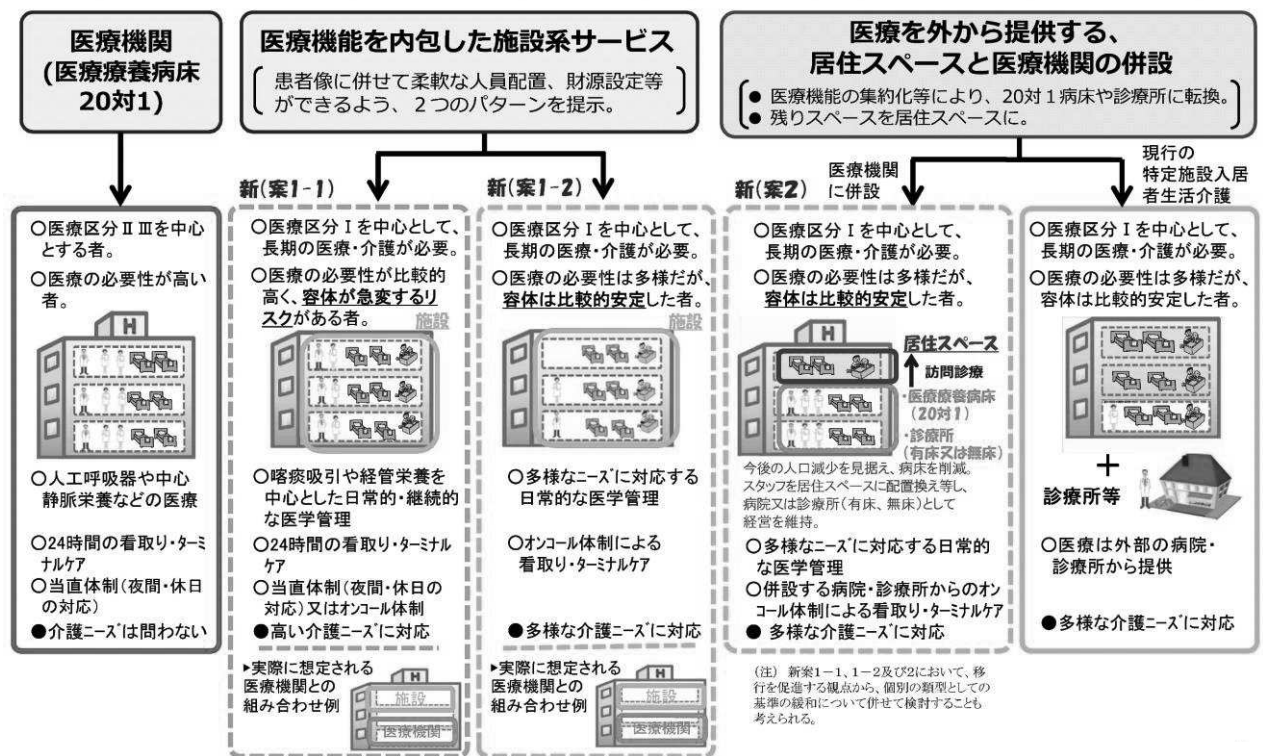 医療機関
(医療療養病床
20対1)
医療機能を内包した施設系サービス
患者像に併せて柔軟な人員配置、財源設定等
ができるよう、２つのパターンを提示。
医療を外から提供する、
居住スペースと医療機関の併設
● 医療機能の集約化等により、20対１病床や診療所に転換。
● 残りスペースを居住スペースに。
○医療区分ⅡⅢを中心
とする者。
○医療の必要性が高い
者。
H
○人工呼吸器や中心
静脈栄養などの医療
○24時間の看取り・ターミ
ナルケア
○当直体制(夜間・休日
の対応)
●介護ニーズは問わない
新(案1-1)
○医療区分Ⅰを中心として、
長期の医療・介護が必要。
○医療の必要性が比較的
高く、容体が急変するリ
スクがある者。
施設
○喀痰吸引や経管栄養を
中心とした日常的・継続的
な医学管理
○24時間の看取り・ターミナル
ケア
○当直体制(夜間・休日の
対応)又はオンコール体制
●高い介護ニーズに対応
▶実際に想定される
医療機関との
組み合わせ例
施設
医療機関
新(案1-2)
○医療区分Ⅰを中心として、
長期の医療・介護が必要。
○医療の必要性は多様だが、
容体は比較的安定した者。
施設
○多様なニーズに対応する
日常的な医学管理
○オンコール体制による
看取り・ターミナルケア
●多様な介護ニーズに対応
▶実際に想定される
医療機関との
組み合わせ例
施設
医療機関
新(案2)
医療機関
に併設
○医療区分Ⅰを中心として、
長期の医療・介護が必要。
○医療の必要性は多様だが、
容体は比較的安定した者。
H
居住スペース
訪問診療
・医療療養病床
(20対1)
・診療所
(有床又は無床)
今後の人口減少を見据え、病床を削減。
スタッフを居住スペースに配置換え等し、
病院又は診療所(有床、無床)として
経営を維持。
○多様なニーズに対応する日常的
な医学管理
○併設する病院・診療所からのオン
コール体制による看取り・ターミナルケア
● 多様な介護ニーズに対応
(注) 新案1－1、1－2及び2において、移
行を促進する観点から、個別の類型としての
基準の緩和について併せて検討することも
考えられる。
現行の
特定施設入居
者生活介護
○医療区分Ⅰを中心として、
長期の医療・介護が必要。
○医療の必要性は多様だが、
容体は比較的安定した者。
＋
診療所等
○医療は外部の病院・
診療所から提供
●多様な介護ニーズに対応